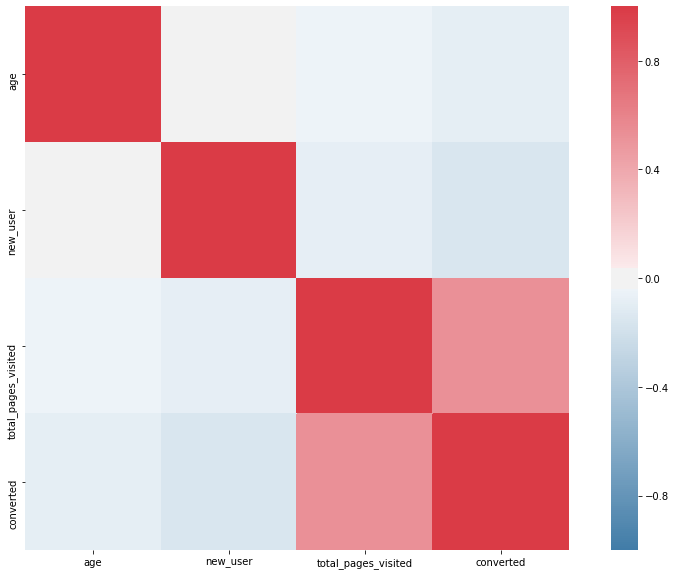 age
new_user
total_pages_visited
converted
age
new_user
total_pages_visited
converted
0.8
0.4
0.0
−0.4
−0.8